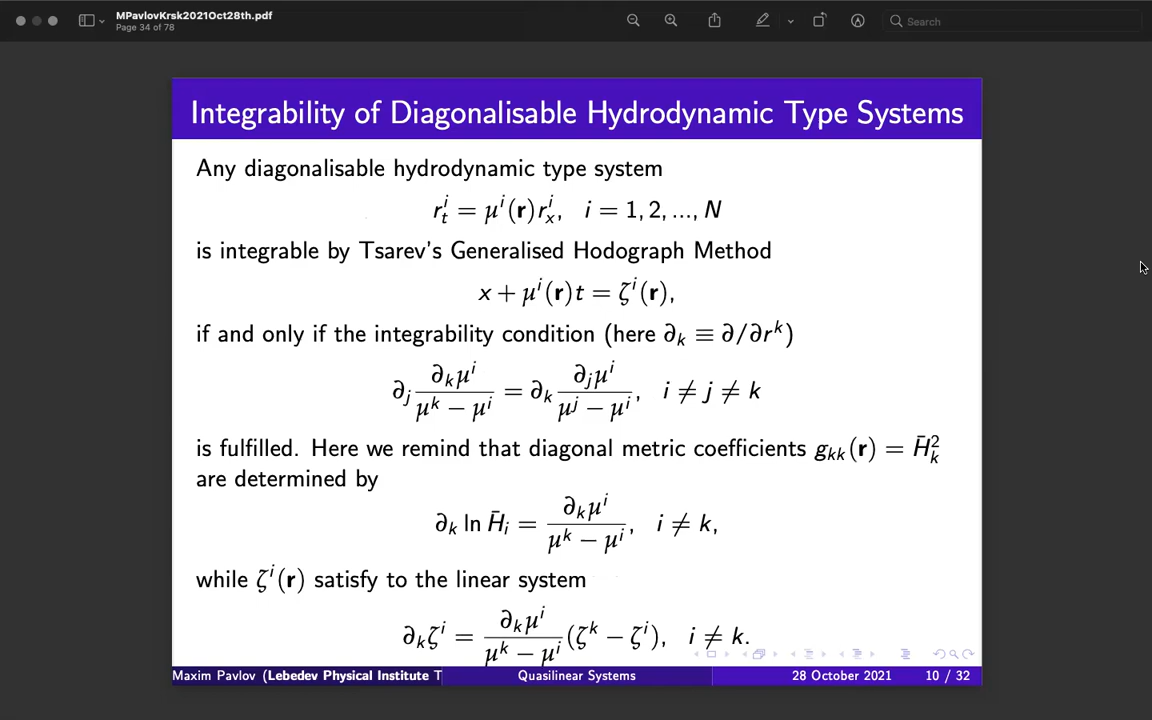 MPavlovKrsk2021Oct28th.pdf
Page 34 of 78
Search
Integrability of Diagonalisable Hydrodynamic Type Systems
Any diagonalisable hydrodynamic type system
r^i_t = μ^i(r)r^i_x, i = 1, 2, ..., N
is integrable by Tsarev's Generalised Hodograph Method
x + μ^i(r)t = ζ^i(r),
if and only if the integrability condition (here ∂_k ≡ ∂/∂r^k)
∂_j (∂_k μ^i)/(μ^k − μ^i) = ∂_k (∂_j μ^i)/(μ^j − μ^i), i ≠ j ≠ k
is fulfilled. Here we remind that diagonal metric coefficients g_kk(r) = H̄_k^2
are determined by
∂_k ln H̄_i = (∂_k μ^i)/(μ^k − μ^i), i ≠ k,
while ζ^i(r) satisfy to the linear system
∂_k ζ^i = (∂_k μ^i)/(μ^k − μ^i) (ζ^k − ζ^i), i ≠ k.
Maxim Pavlov (Lebedev Physical Institute T Quasilinear Systems 28 October 2021 10 / 32